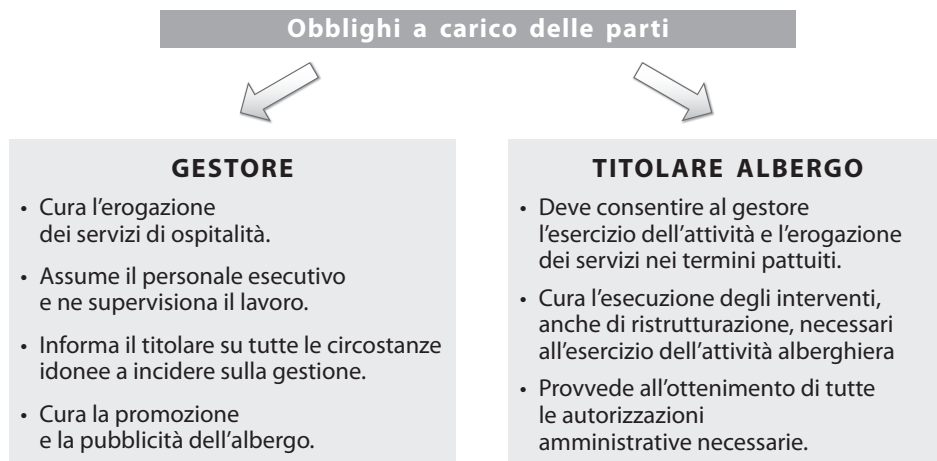 Obblighi a carico delle parti
GESTORE
• Cura l'erogazione
dei servizi di ospitalità.
• Assume il personale esecutivo
e ne supervisiona il lavoro.
• Informa il titolare su tutte le circostanze
idonee a incidere sulla gestione.
• Cura la promozione
e la pubblicità dell'albergo.
TITOLARE ALBERGO
• Deve consentire al gestore
l'esercizio dell'attività e l'erogazione
dei servizi nei termini pattuiti.
• Cura l'esecuzione degli interventi,
anche di ristrutturazione, necessari
all'esercizio dell'attività alberghiera
• Provvede all'ottenimento di tutte
le autorizzazioni
amministrative necessarie.